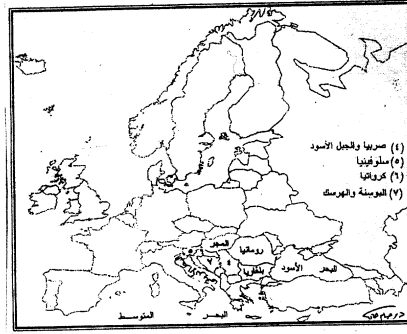 (٤) صربيا والجبل الأسود
(٥) سلوفينيا
(٦) كرواتيا
(٧) البوسنة والهرسك
المجر
رومانيا
بلغاريا
البحر
الأسود
البحر
المتوسط